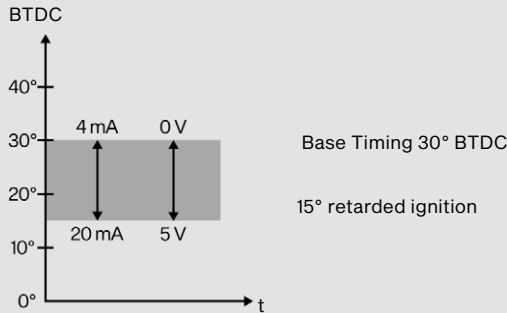 BTDC
40°
4 mA 0 V
30°
Base Timing 30° BTDC
20°
15° retarded ignition
20 mA 5 V
10°
0°
t